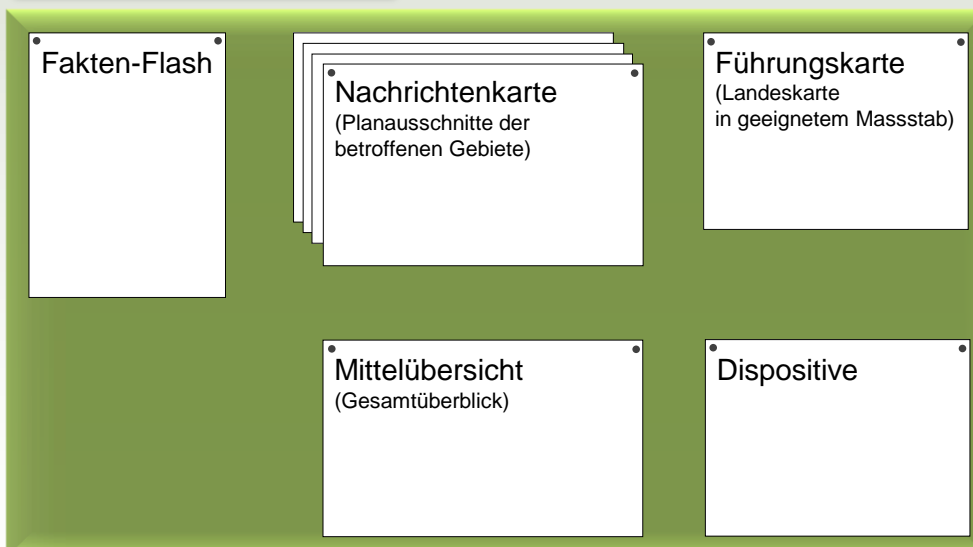 Fakten-Flash
Nachrichtenkarte
(Planausschnitte der
betroffenen Gebiete)
Führungskarte
(Landeskarte
in geeignetem Massstab)
Mittelübersicht
(Gesamtüberblick)
Dispositive